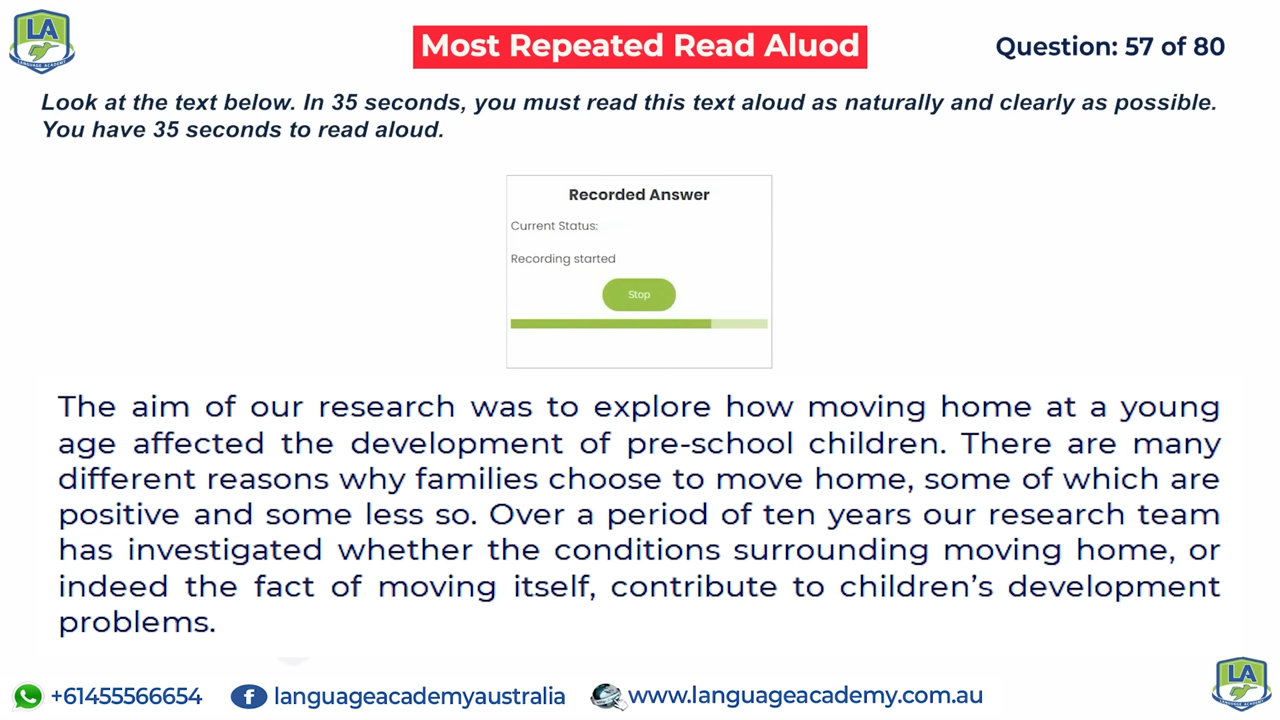 LA
LANGUAGE ACADEMY
Most Repeated Read Aluod
Question: 57 of 80
Look at the text below. In 35 seconds, you must read this text aloud as naturally and clearly as possible.
You have 35 seconds to read aloud.
Recorded Answer
Current Status:
Recording started
Stop
The aim of our research was to explore how moving home at a young
age affected the development of pre-school children. There are many
different reasons why families choose to move home, some of which are
positive and some less so. Over a period of ten years our research team
has investigated whether the conditions surrounding moving home, or
indeed the fact of moving itself, contribute to children’s development
problems.
+61455566654
languageacademyaustralia
www.languageacademy.com.au
LA
LANGUAGE ACADEMY